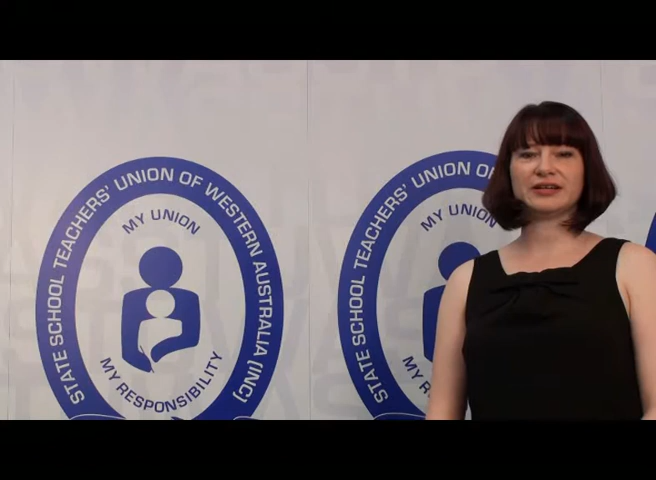 STATE SCHOOL TEACHERS' UNION OF WESTERN AUSTRALIA (INC)
MY UNION
MY RESPONSIBILITY
STATE SCHOOL TEACHERS' UNION OF
MY UNION
MY